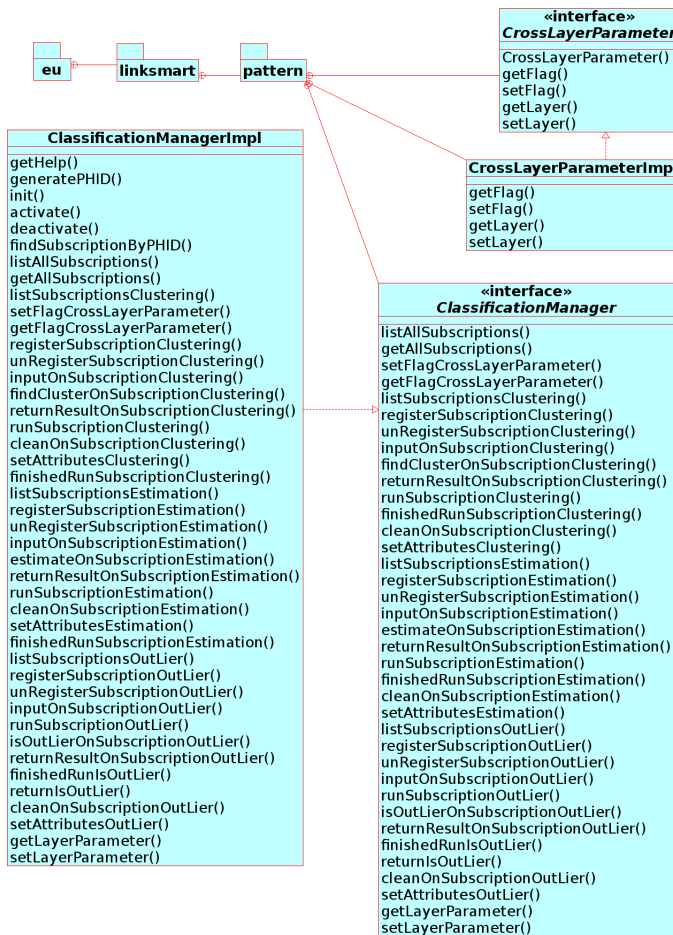 eu
linksmart
pattern
«interface»
CrossLayerParameter
CrossLayerParameter()
getFlag()
setFlag()
getLayer()
setLayer()
CrossLayerParameterImp
getFlag()
setFlag()
getLayer()
setLayer()
ClassificationManagerImpl
getHelp()
generatePHID()
init()
activate()
deactivate()
findSubscriptionByPHID()
listAllSubscriptions()
getAllSubscriptions()
listSubscriptionsClustering()
setFlagCrossLayerParameter()
getFlagCrossLayerParameter()
registerSubscriptionClustering()
unRegisterSubscriptionClustering()
inputOnSubscriptionClustering()
findClusterOnSubscriptionClustering()
returnResultOnSubscriptionClustering()
runSubscriptionClustering()
cleanOnSubscriptionClustering()
setAttributesClustering()
finishedRunSubscriptionClustering()
listSubscriptionsEstimation()
registerSubscriptionEstimation()
unRegisterSubscriptionEstimation()
inputOnSubscriptionEstimation()
estimateOnSubscriptionEstimation()
returnResultOnSubscriptionEstimation()
runSubscriptionEstimation()
cleanOnSubscriptionEstimation()
setAttributesEstimation()
finishedRunSubscriptionEstimation()
listSubscriptionsOutLier()
registerSubscriptionOutLier()
unRegisterSubscriptionOutLier()
inputOnSubscriptionOutLier()
runSubscriptionOutLier()
isOutLierOnSubscriptionOutLier()
returnResultOnSubscriptionOutLier()
finishedRunIsOutLier()
returnIsOutLier()
cleanOnSubscriptionOutLier()
setAttributesOutLier()
getLayerParameter()
setLayerParameter()
«interface»
ClassificationManager
listAllSubscriptions()
getAllSubscriptions()
setFlagCrossLayerParameter()
getFlagCrossLayerParameter()
listSubscriptionsClustering()
registerSubscriptionClustering()
unRegisterSubscriptionClustering()
inputOnSubscriptionClustering()
findClusterOnSubscriptionClustering()
returnResultOnSubscriptionClustering()
runSubscriptionClustering()
finishedRunSubscriptionClustering()
cleanOnSubscriptionClustering()
setAttributesClustering()
listSubscriptionsEstimation()
registerSubscriptionEstimation()
unRegisterSubscriptionEstimation()
inputOnSubscriptionEstimation()
estimateOnSubscriptionEstimation()
returnResultOnSubscriptionEstimation()
runSubscriptionEstimation()
finishedRunSubscriptionEstimation()
cleanOnSubscriptionEstimation()
setAttributesEstimation()
listSubscriptionsOutLier()
registerSubscriptionOutLier()
unRegisterSubscriptionOutLier()
inputOnSubscriptionOutLier()
runSubscriptionOutLier()
isOutLierOnSubscriptionOutLier()
returnResultOnSubscriptionOutLier()
finishedRunIsOutLier()
returnIsOutLier()
cleanOnSubscriptionOutLier()
setAttributesOutLier()
getLayerParameter()
setLayerParameter()